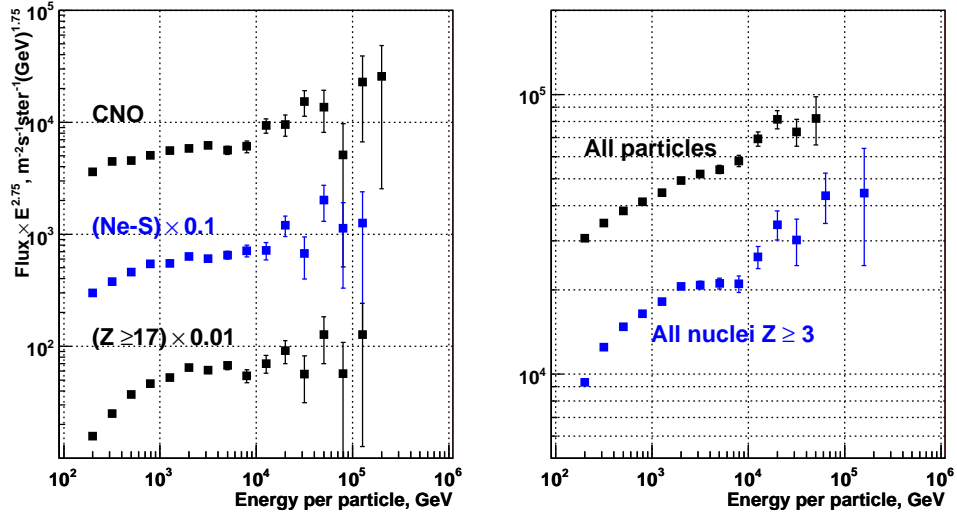 Flux × E^2.75, m^-2 s^-1 ster^-1 (GeV)^1.75
10^5
10^4
10^3
10^2
CNO
(Ne-S) × 0.1
(Z ≥17) × 0.01
10^2 10^3 10^4 10^5 10^6
Energy per particle, GeV
10^5
10^4
All particles
All nuclei Z ≥ 3
10^2 10^3 10^4 10^5 10^6
Energy per particle, GeV